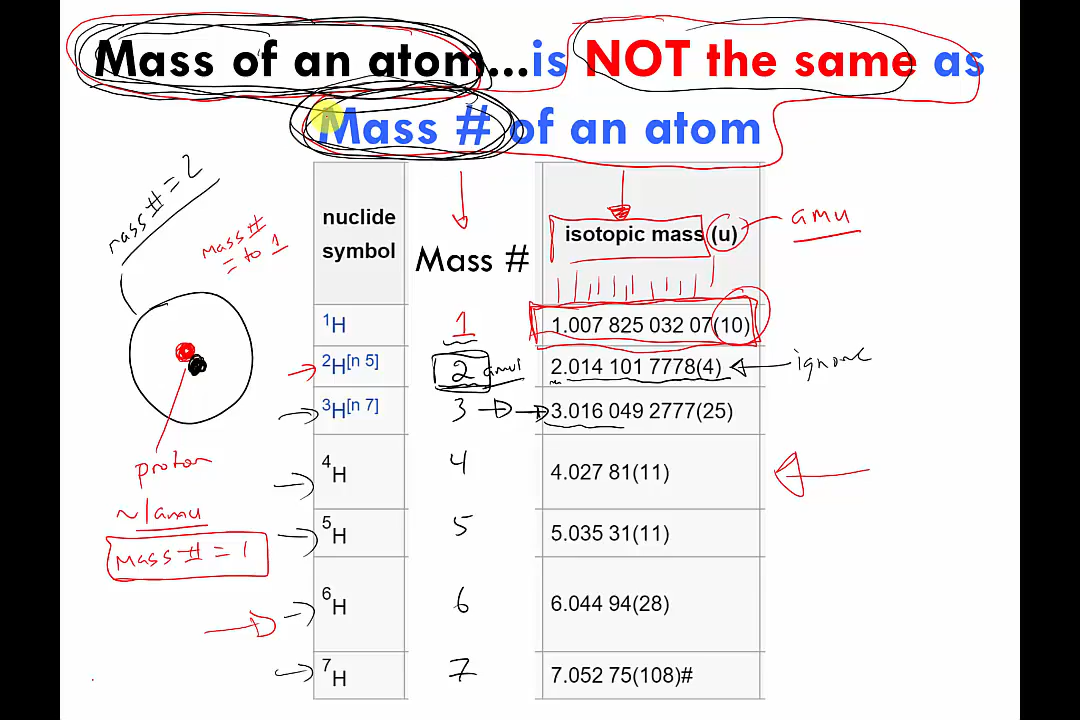 Mass of an atom...is NOT the same as
Mass # of an atom
mass # = 2
mass #
= to 1
nuclide symbol
Mass #
isotopic mass (u)
amu
1H 1 1.007 825 032 07(10)
2H[n 5] 2 amu 2.014 101 7778(4) ignore
3H[n 7] 3 3.016 049 2777(25)
4H 4 4.027 81(11)
5H 5 5.035 31(11)
6H 6 6.044 94(28)
7H 7 7.052 75(108)#
proton
~1amu
mass # = 1